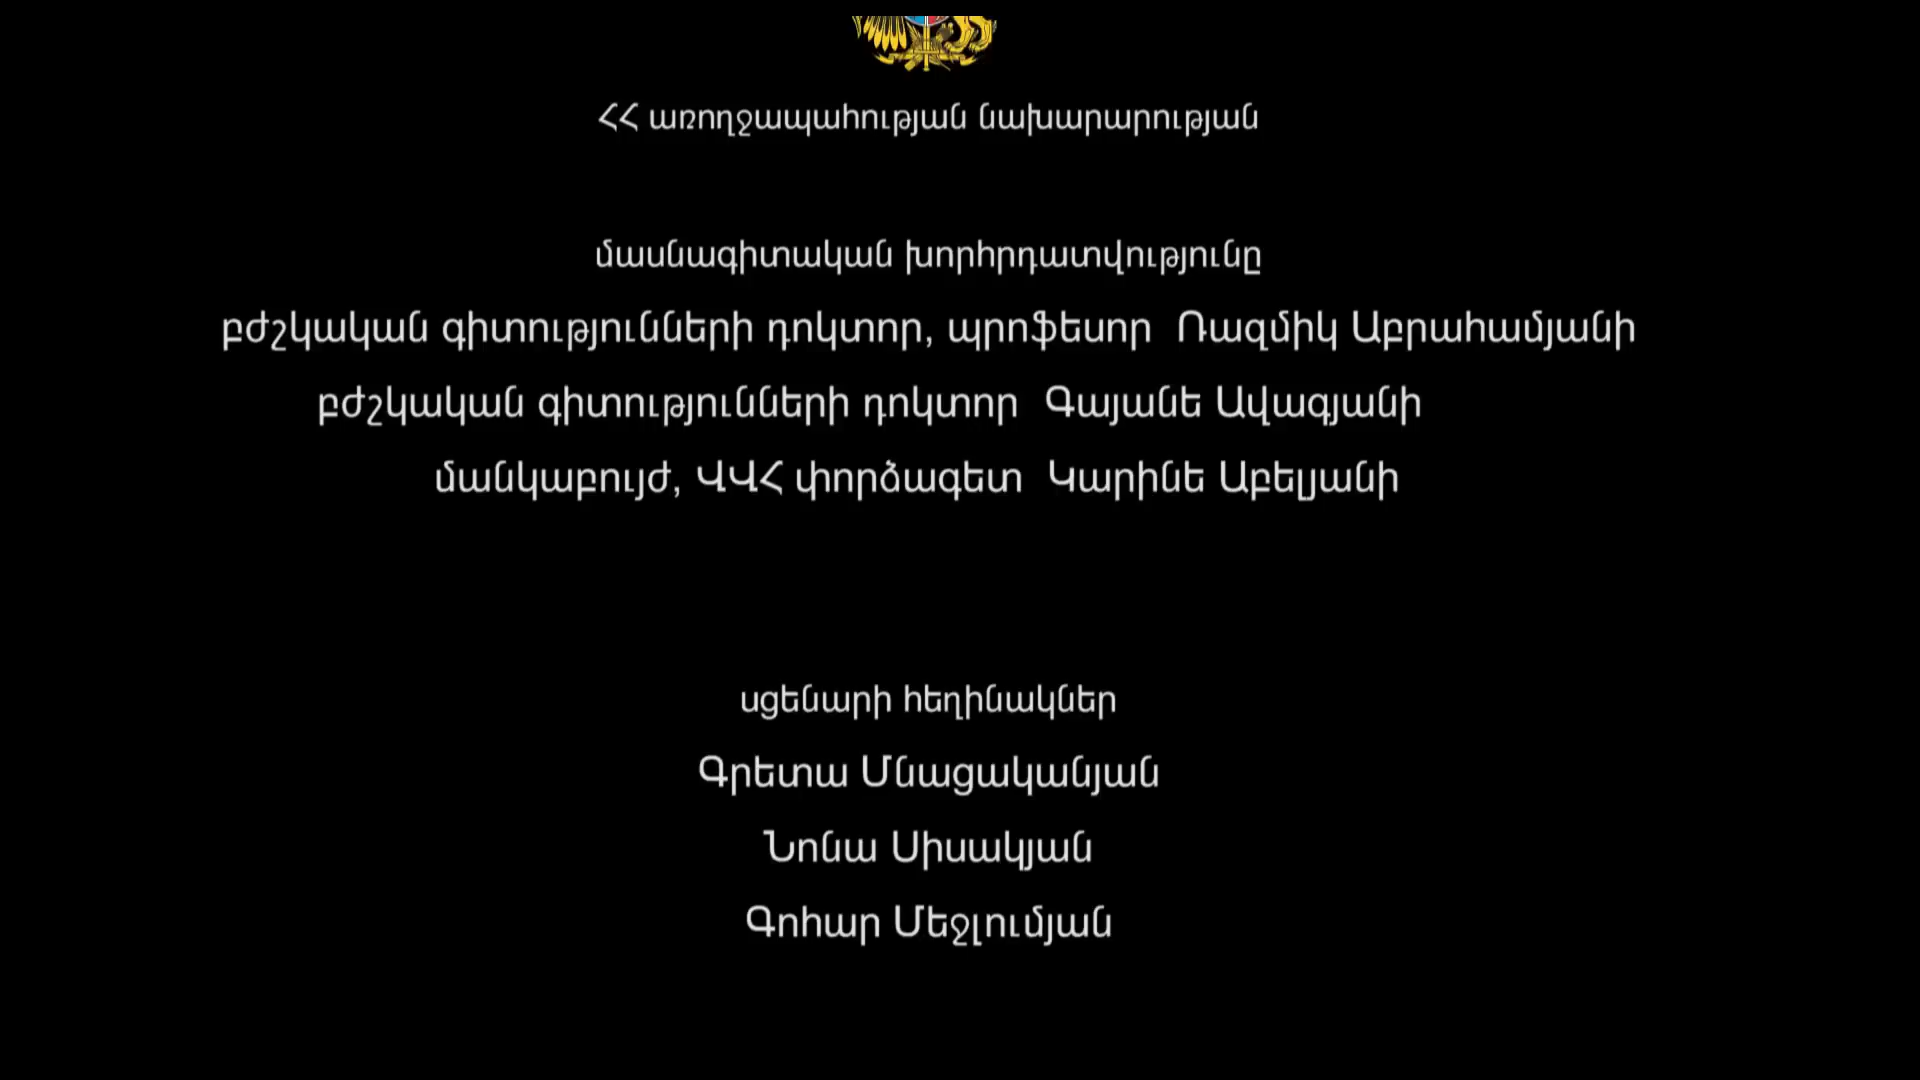 ՀՀ առողջապահության նախարարության
մասնագիտական խորհրդատվությունը
բժշկական գիտությունների դոկտոր, պրոֆեսոր Ռազմիկ Աբրահամյանի
բժշկական գիտությունների դոկտոր Գայանե Ավագյանի
մանկաբույժ, ՎՎՀ փորձագետ Կարինե Աբելյանի
սցենարի հեղինակներ
Գրետա Մնացականյան
Նոնա Սիսակյան
Գոհար Մեջլումյան